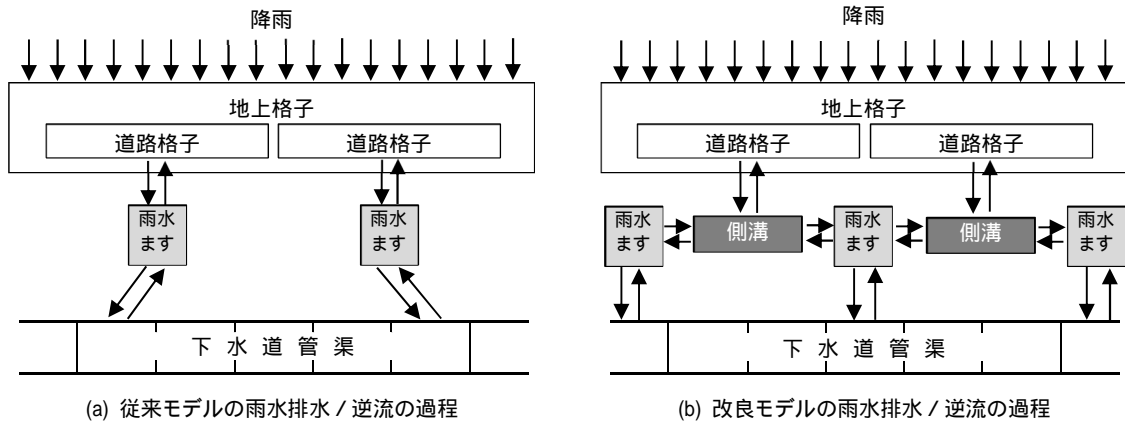 降雨
地上格子
道路格子 道路格子
雨水ます 雨水ます
下水道管渠
(a) 従来モデルの雨水排水 / 逆流の過程
降雨
地上格子
道路格子 道路格子
雨水ます 側溝 雨水ます 側溝 雨水ます
下水道管渠
(b) 改良モデルの雨水排水 / 逆流の過程